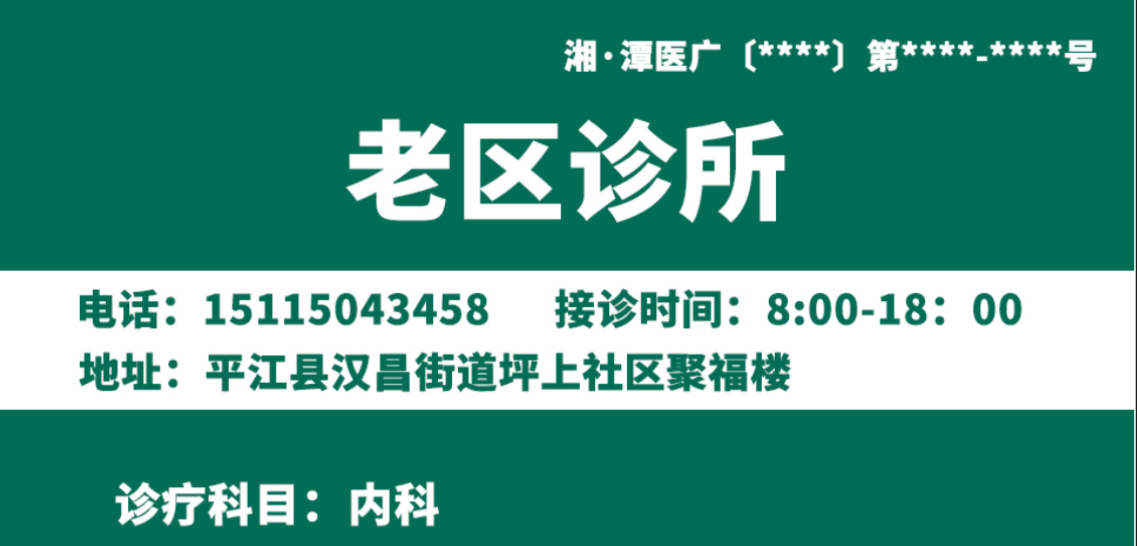 湘·潭医广〔****〕第****-****号
老区诊所
电话：15115043458 接诊时间：8:00-18：00
地址：平江县汉昌街道坪上社区聚福楼
诊疗科目：内科